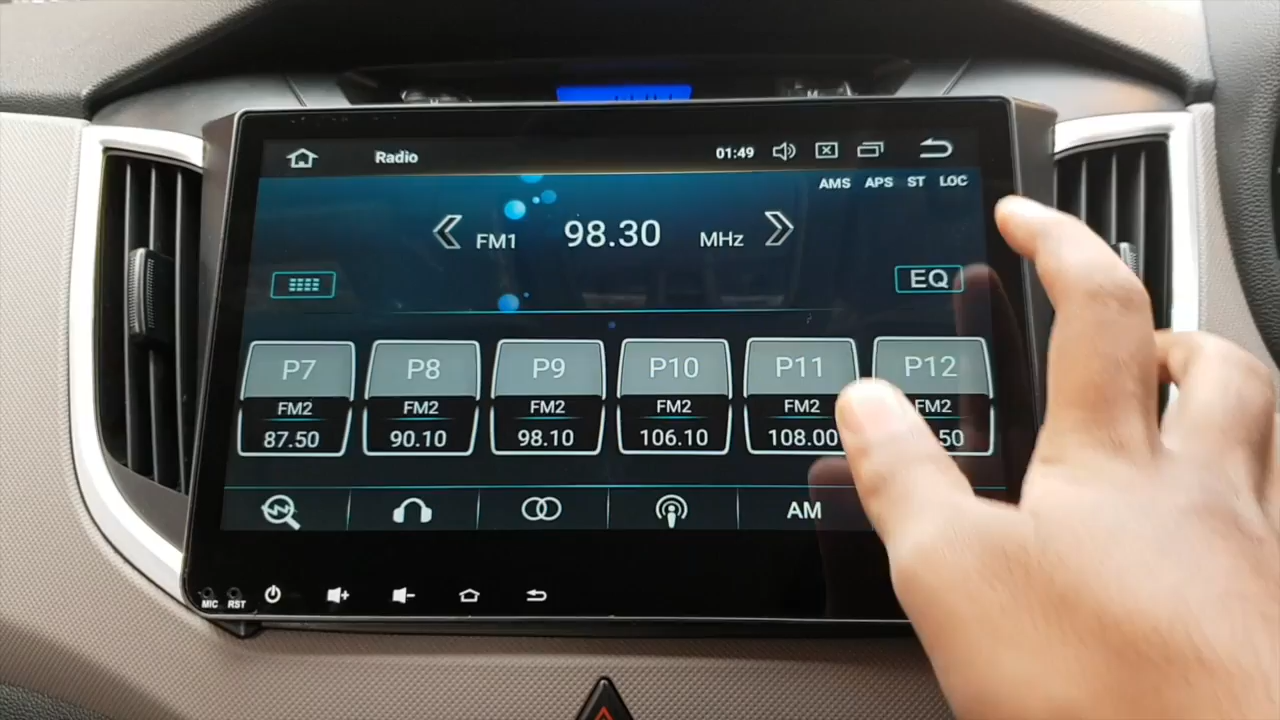 Radio 01:49
AMS APS ST LOC
FM1 98.30 MHz
EQ
P7 P8 P9 P10 P11 P12
FM2 FM2 FM2 FM2 FM2 FM2
87.50 90.10 98.10 106.10 108.00 .50
AM
MIC RST